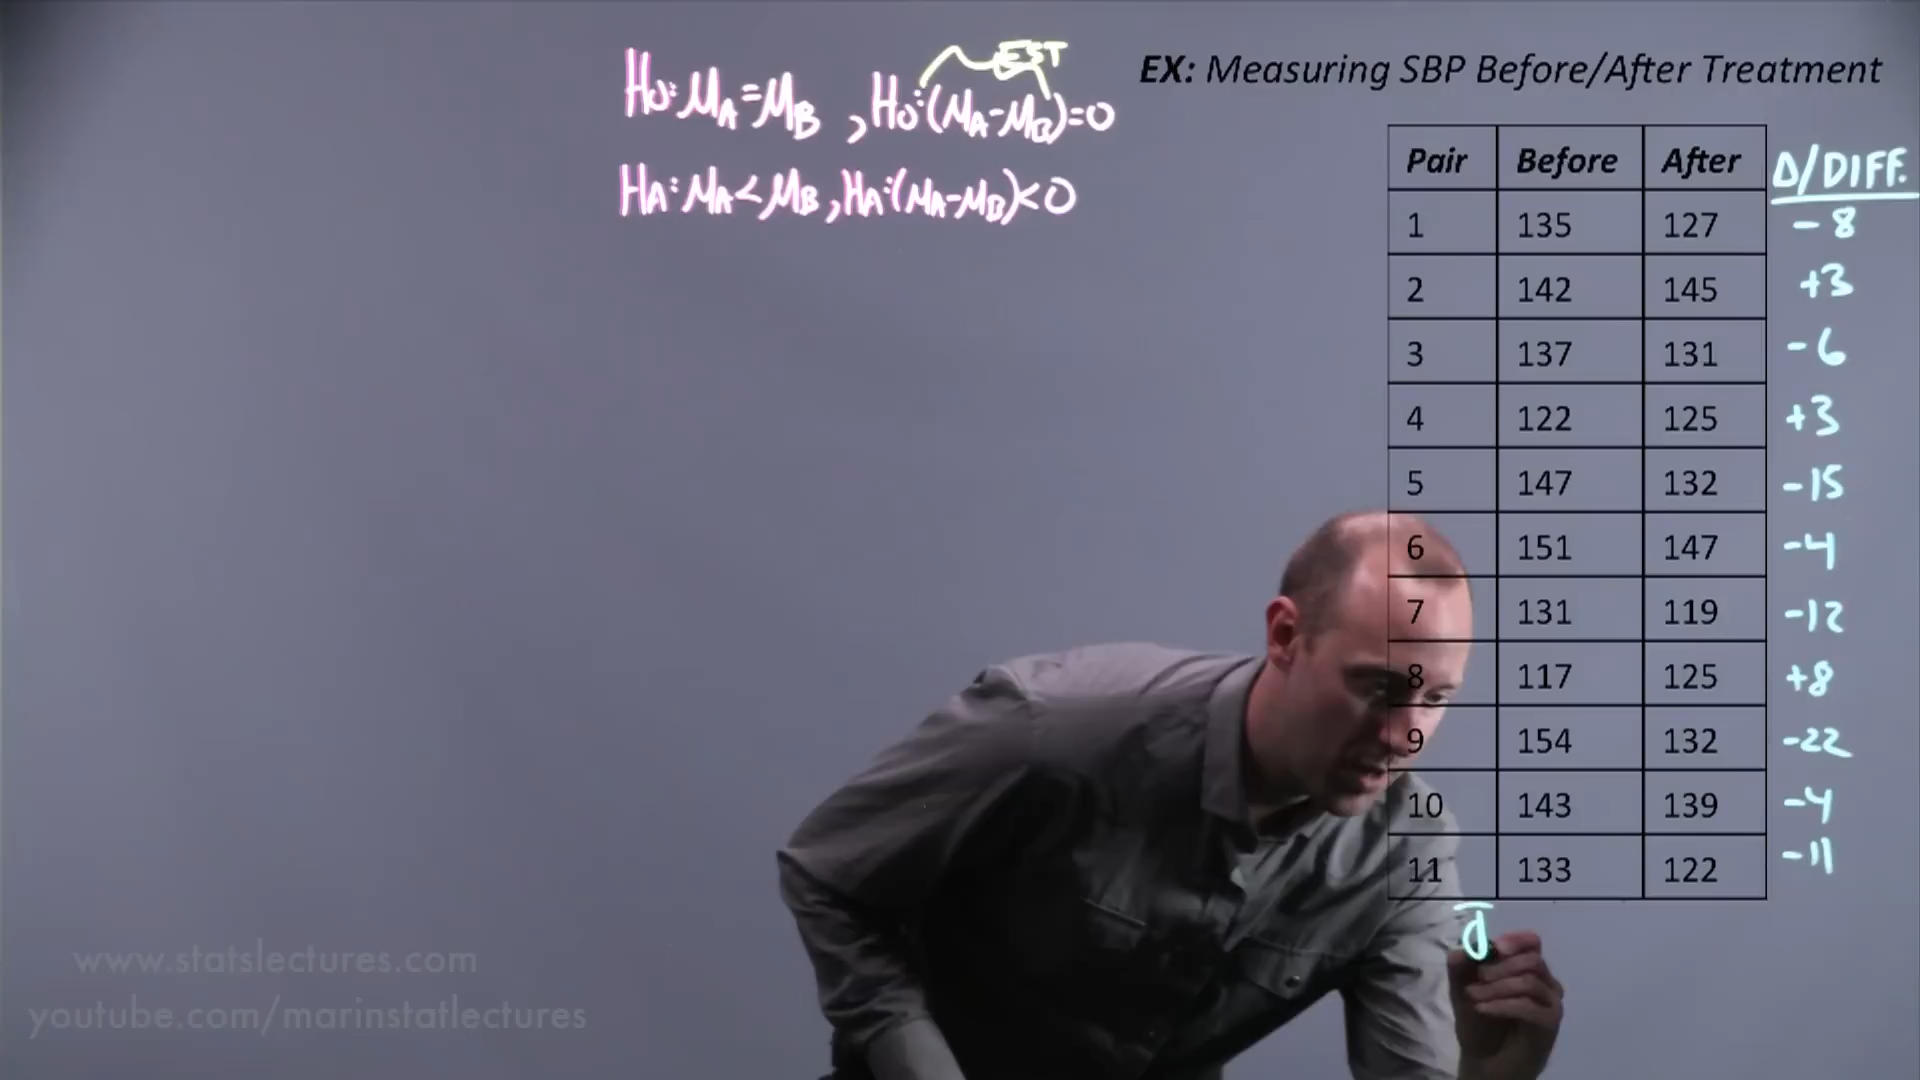 EST
EX: Measuring SBP Before/After Treatment
H₀: μA = μB , H₀: (μA - μB) = 0
HA: μA < μB , HA: (μA - μB) < 0
Pair Before After Δ/DIFF.
1 135 127 -8
2 142 145 +3
3 137 131 -6
4 122 125 +3
5 147 132 -15
6 151 147 -4
7 131 119 -12
8 117 125 +8
9 154 132 -22
10 143 139 -4
11 133 122 -11
d̄
www.statslectures.com
youtube.com/marinstatlectures